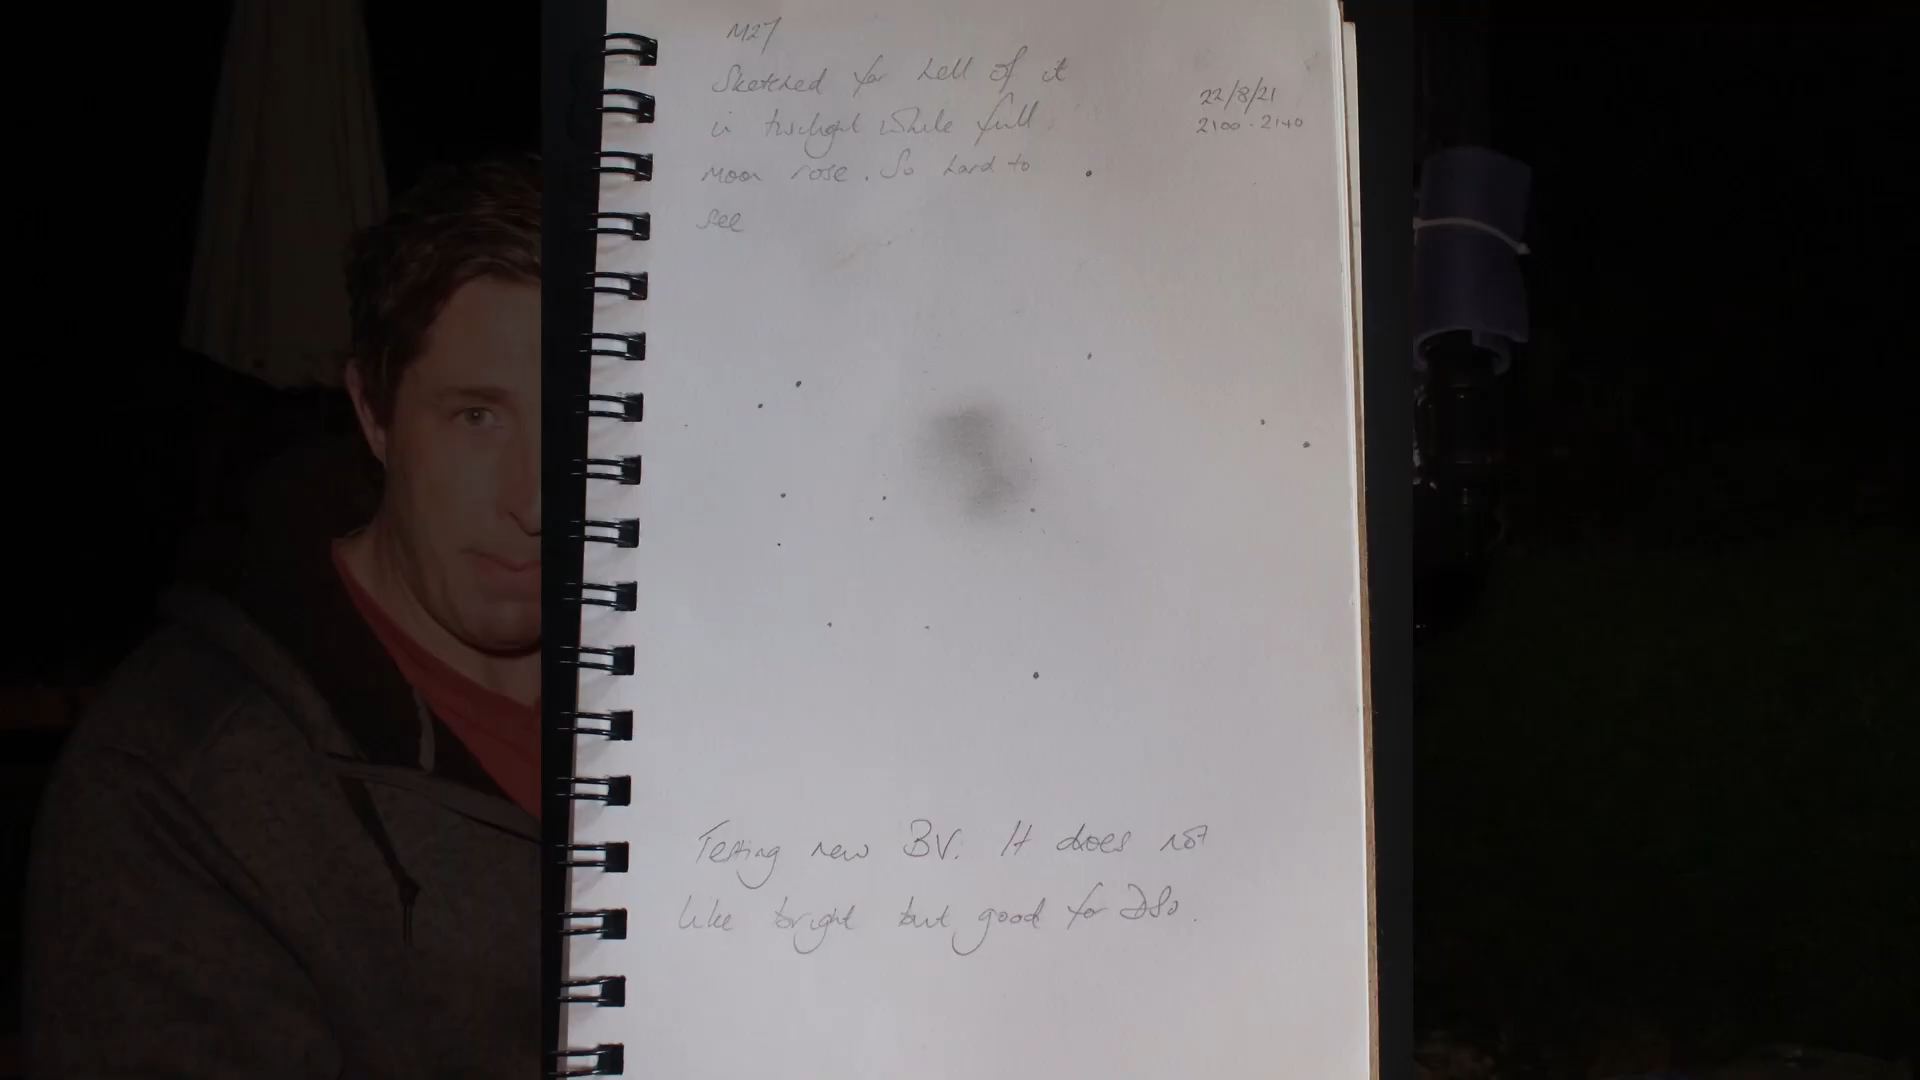 M27
Sketched for hell of it
in twilight while full
moon rose. So hard to
see
22/8/21
2100 - 2140
Testing new BV. It does not
like bright but good for DSO.